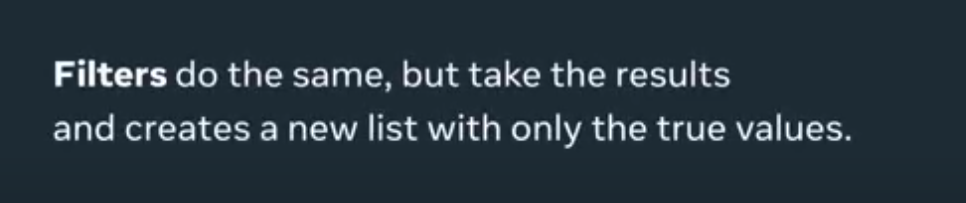 Filters do the same, but take the results
and creates a new list with only the true values.